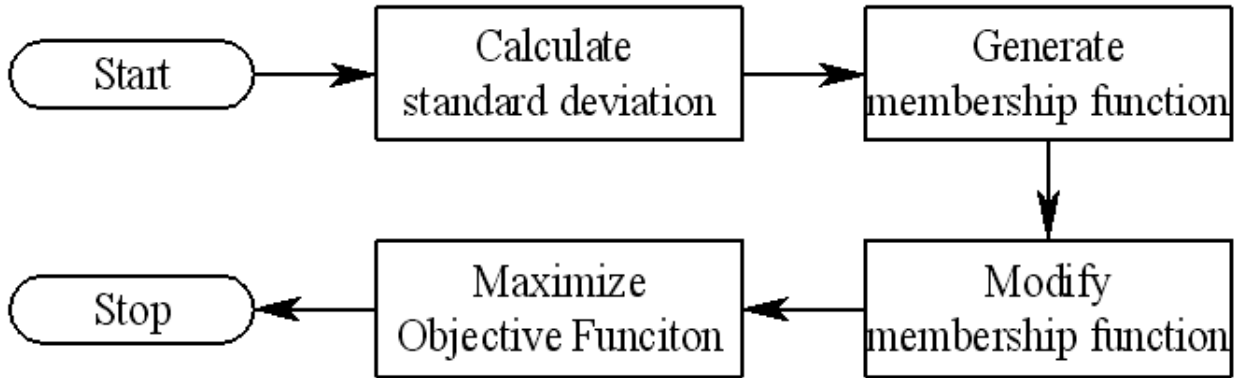 Start
Calculate
standard deviation
Generate
membership function
Modify
membership function
Maximize
Objective Funciton
Stop